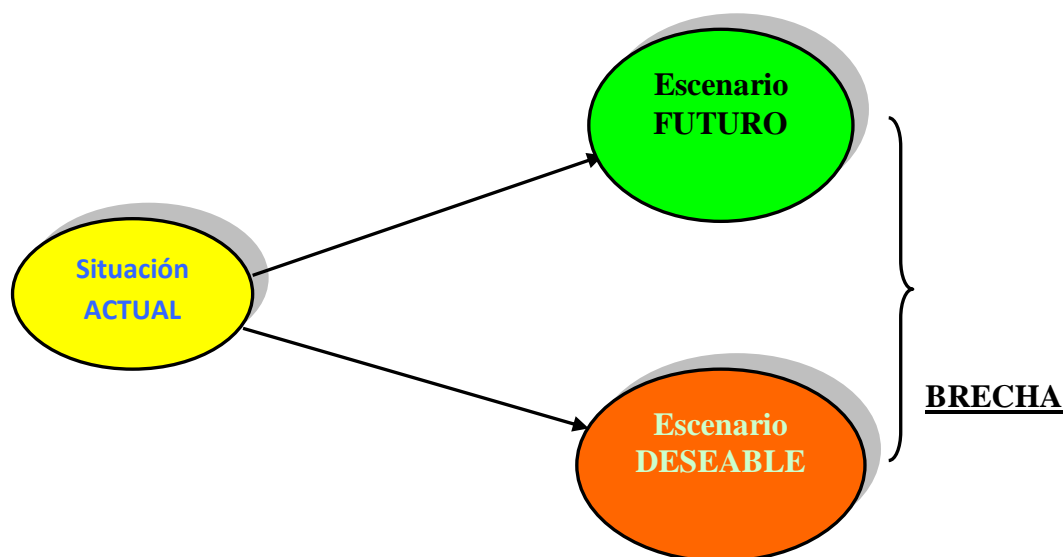 Escenario
FUTURO
Situación
ACTUAL
BRECHA
Escenario
DESEABLE